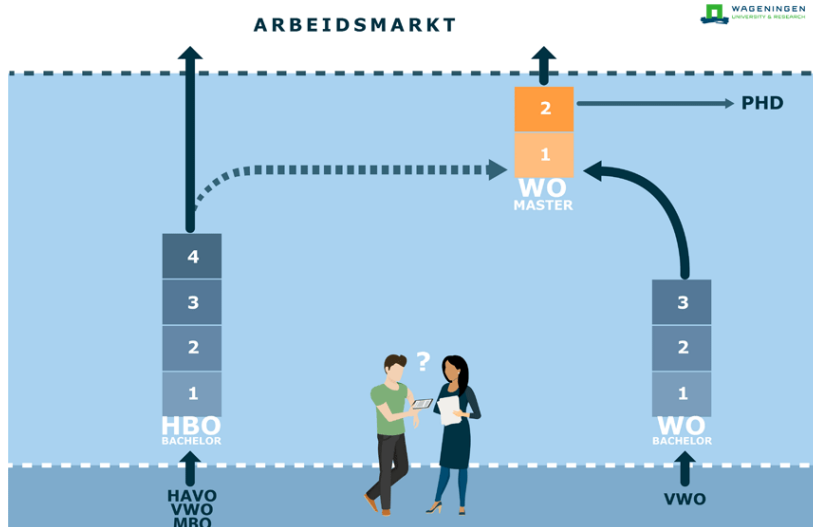 WAGENINGEN
UNIVERSITY & RESEARCH
ARBEIDSMARKT
2
PHD
1
WO
MASTER
4
3
2
1
HBO
BACHELOR
?
3
2
1
WO
BACHELOR
HAVO
VWO
MBO
VWO